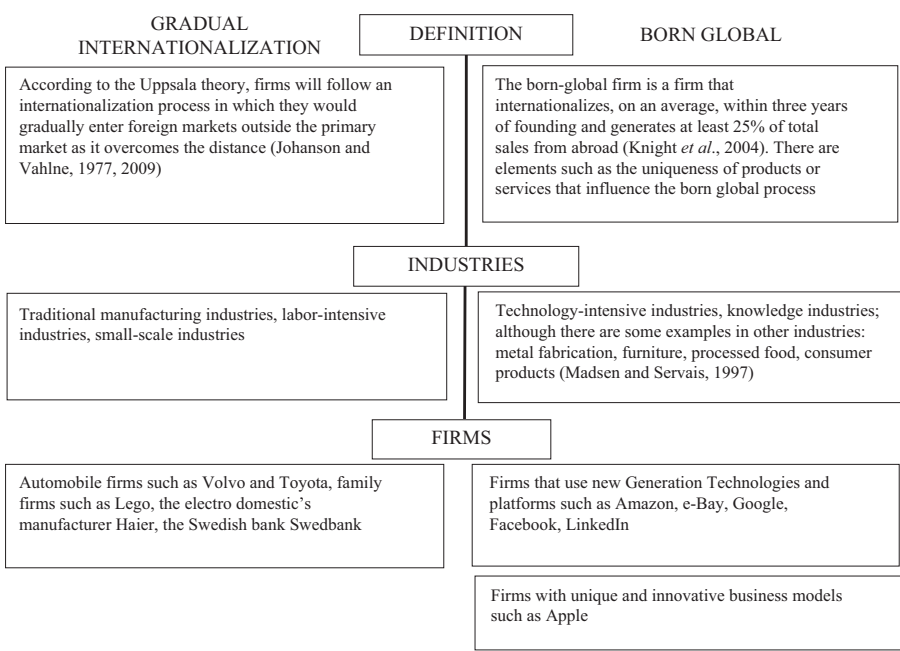 GRADUAL
INTERNATIONALIZATION
DEFINITION
BORN GLOBAL
According to the Uppsala theory, firms will follow an
internationalization process in which they would
gradually enter foreign markets outside the primary
market as it overcomes the distance (Johanson and
Vahlne, 1977, 2009)
The born-global firm is a firm that
internationalizes, on an average, within three years
of founding and generates at least 25% of total
sales from abroad (Knight et al., 2004). There are
elements such as the uniqueness of products or
services that influence the born global process
INDUSTRIES
Traditional manufacturing industries, labor-intensive
industries, small-scale industries
Technology-intensive industries, knowledge industries;
although there are some examples in other industries:
metal fabrication, furniture, processed food, consumer
products (Madsen and Servais, 1997)
FIRMS
Automobile firms such as Volvo and Toyota, family
firms such as Lego, the electro domestic’s
manufacturer Haier, the Swedish bank Swedbank
Firms that use new Generation Technologies and
platforms such as Amazon, e-Bay, Google,
Facebook, LinkedIn
Firms with unique and innovative business models
such as Apple